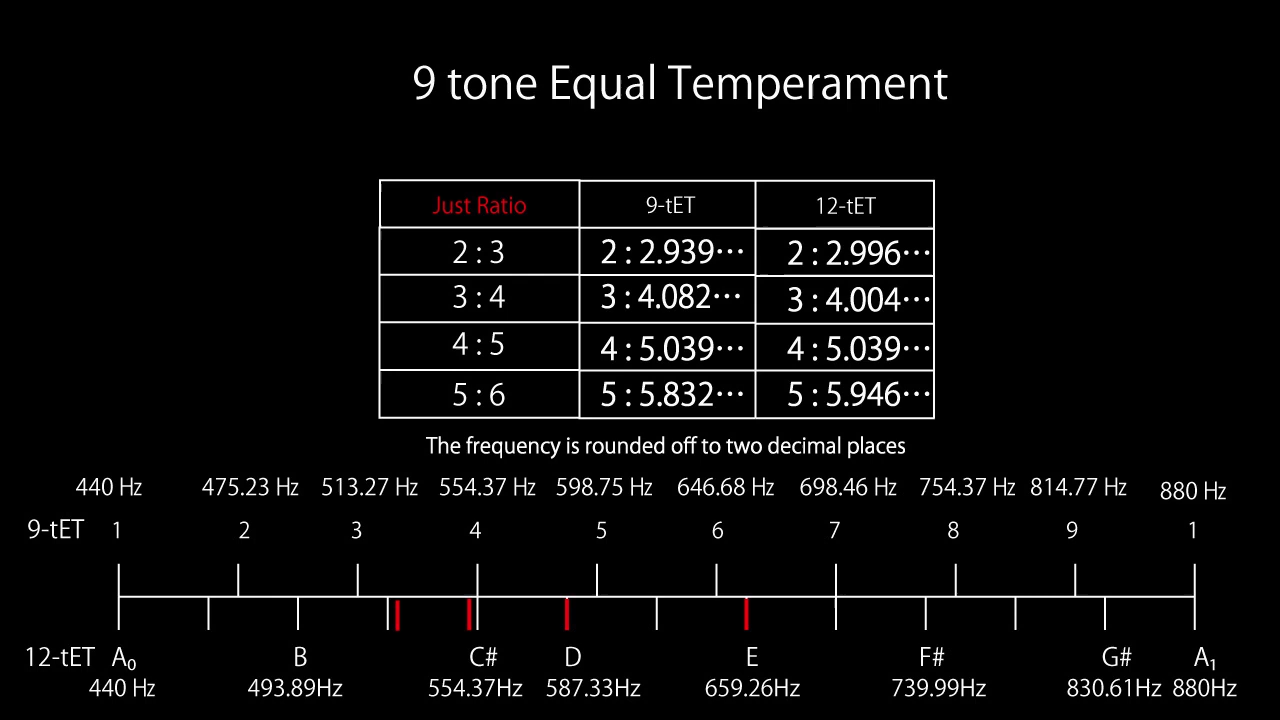 9 tone Equal Temperament
Just Ratio 9-tET 12-tET
2 : 3 2 : 2.939⋯ 2 : 2.996⋯
3 : 4 3 : 4.082⋯ 3 : 4.004⋯
4 : 5 4 : 5.039⋯ 4 : 5.039⋯
5 : 6 5 : 5.832⋯ 5 : 5.946⋯
The frequency is rounded off to two decimal places
440 Hz 475.23 Hz 513.27 Hz 554.37 Hz 598.75 Hz 646.68 Hz 698.46 Hz 754.37 Hz 814.77 Hz 880 Hz
9-tET 1 2 3 4 5 6 7 8 9 1
12-tET A₀ B C# D E F# G# A₁
440 Hz 493.89Hz 554.37Hz 587.33Hz 659.26Hz 739.99Hz 830.61Hz 880Hz